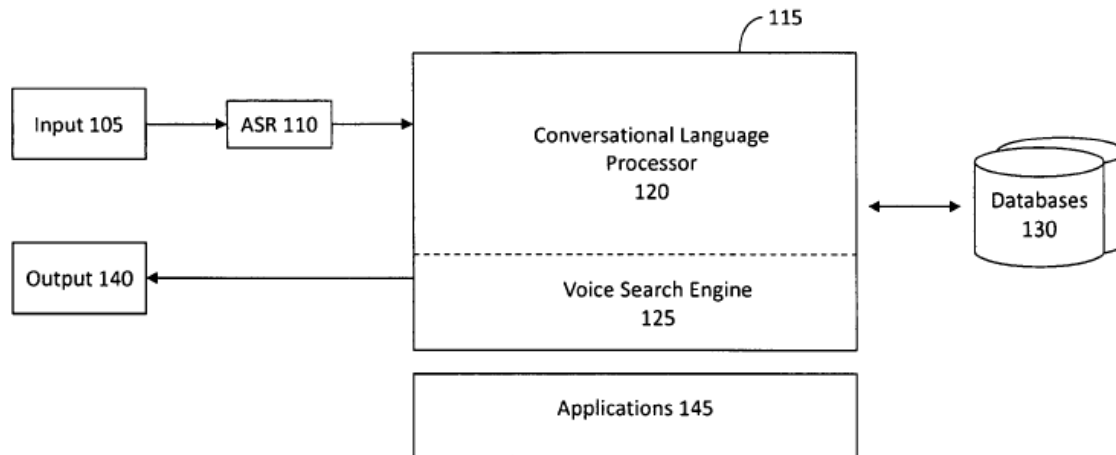 115
Input 105
ASR 110
Conversational Language
Processor
120
Databases
130
Output 140
Voice Search Engine
125
Applications 145